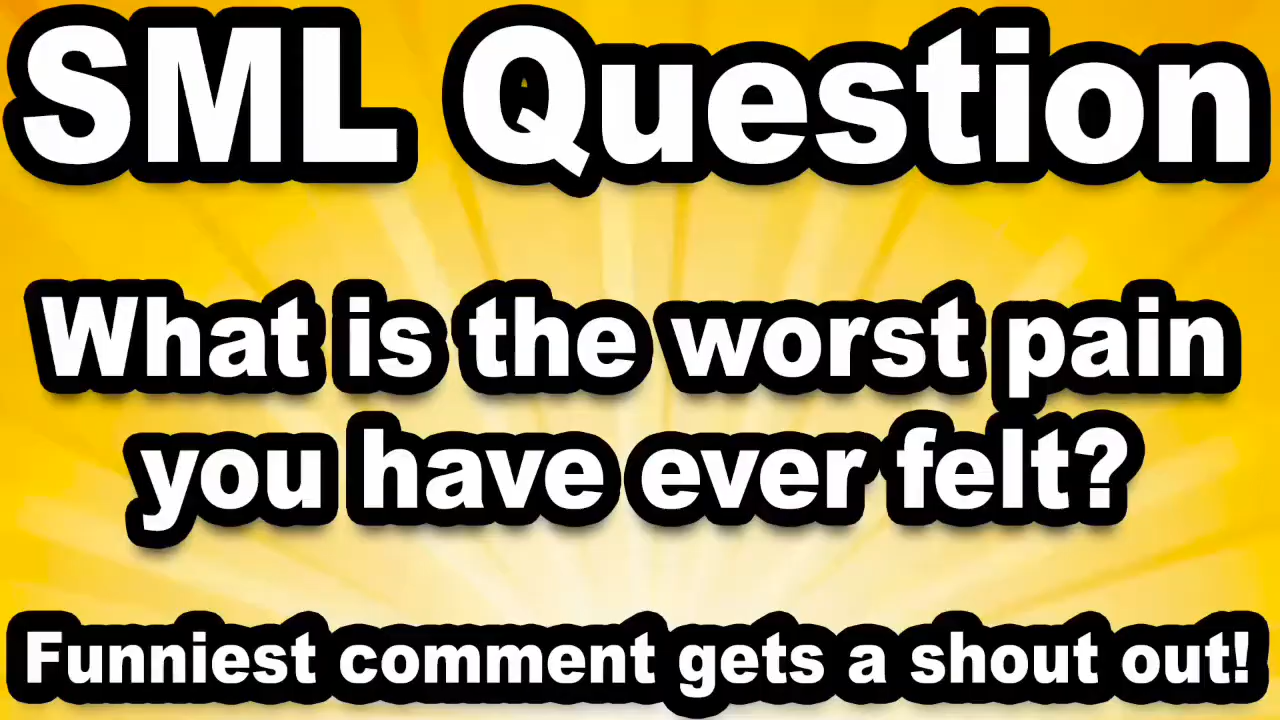 SML Question
What is the worst pain
you have ever felt?
Funniest comment gets a shout out!